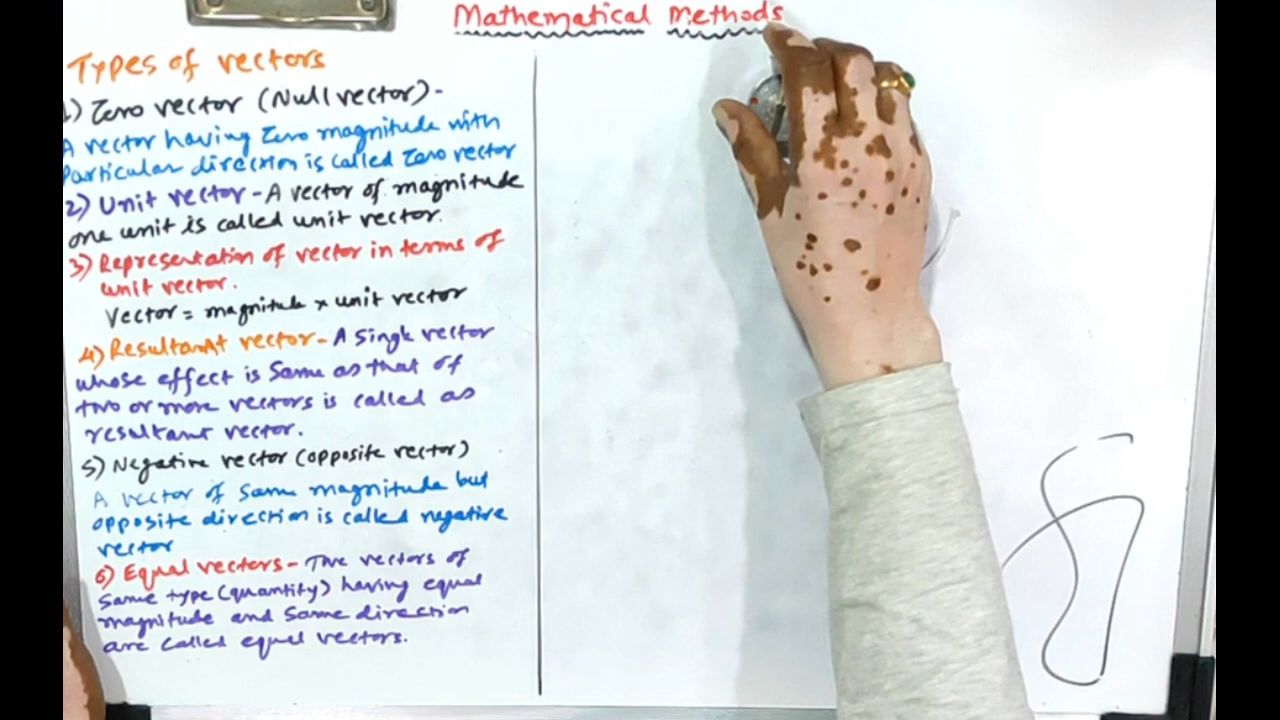 Mathematical Methods
Types of vectors
1) Zero vector (Null vector) -
A vector having Zero magnitude with
Particular direction is called Zero vector
2) Unit vector - A vector of magnitude
one unit is called unit vector.
3) Representation of vector in terms of
unit vector.
Vector = magnitude x unit vector
4) Resultant vector - A Single vector
whose effect is Same as that of
two or more vectors is called as
resultant vector.
5) Negative vector (opposite vector)
A vector of Same magnitude but
opposite direction is called negative
vector
6) Equal vectors - The vectors of
Same type (quantity) having equal
magnitude and Same direction
are called equal vectors.